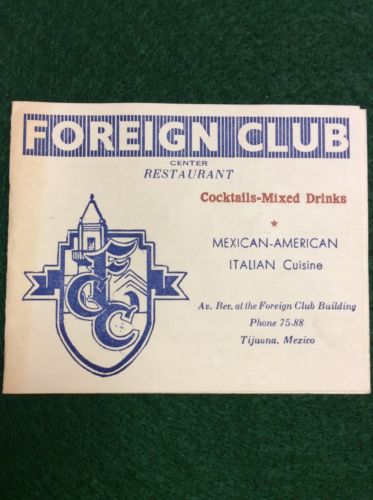 FOREIGN CLUB
CENTER
RESTAURANT
Cocktails-Mixed Drinks
MEXICAN-AMERICAN
ITALIAN Cuisine
Av. Rev. at the Foreign Club Building
Phone 75-88
Tijuana, Mexico
FCC